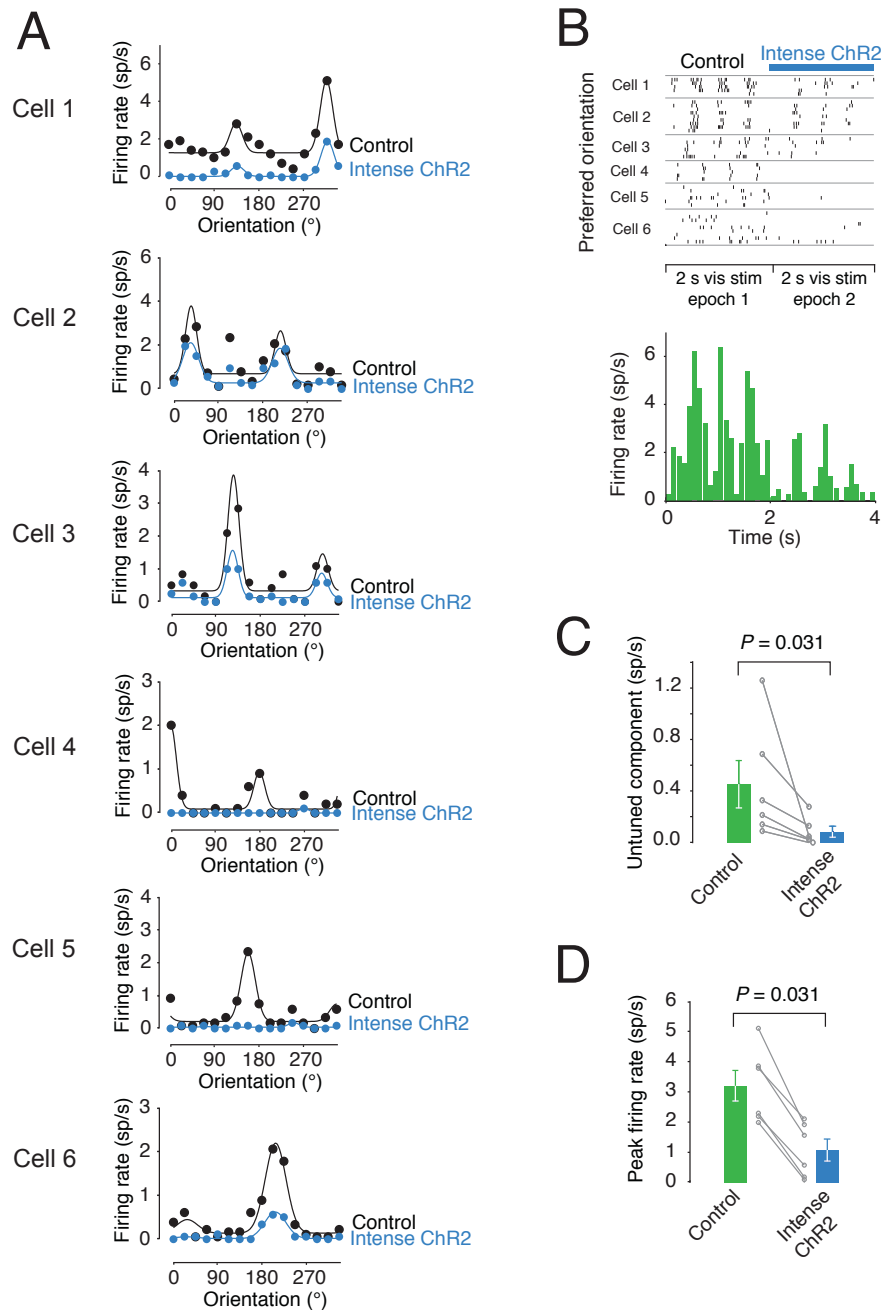 A
Cell 1
Firing rate (sp/s)
6
4
2
0
Control
Intense ChR2
0 90 180 270
Orientation (°)
Cell 2
Firing rate (sp/s)
6
4
2
0
Control
Intense ChR2
0 90 180 270
Orientation (°)
Cell 3
Firing rate (sp/s)
4
3
2
1
0
Control
Intense ChR2
0 90 180 270
Orientation (°)
Cell 4
Firing rate (sp/s)
3
2
1
0
Control
Intense ChR2
0 90 180 270
Orientation (°)
Cell 5
Firing rate (sp/s)
4
3
2
1
0
Control
Intense ChR2
0 90 180 270
Orientation (°)
Cell 6
Firing rate (sp/s)
3
2
1
0
Control
Intense ChR2
0 90 180 270
Orientation (°)
B
Control Intense ChR2
Preferred orientation
Cell 1
Cell 2
Cell 3
Cell 4
Cell 5
Cell 6
2 s vis stim 2 s vis stim
epoch 1 epoch 2
Firing rate (sp/s)
6
4
2
0
0 2 4
Time (s)
C
P = 0.031
Untuned component (sp/s)
1.2
0.8
0.4
0.0
Control
Intense
ChR2
D
P = 0.031
Peak firing rate (sp/s)
6
5
4
3
2
1
0
Control
Intense
ChR2